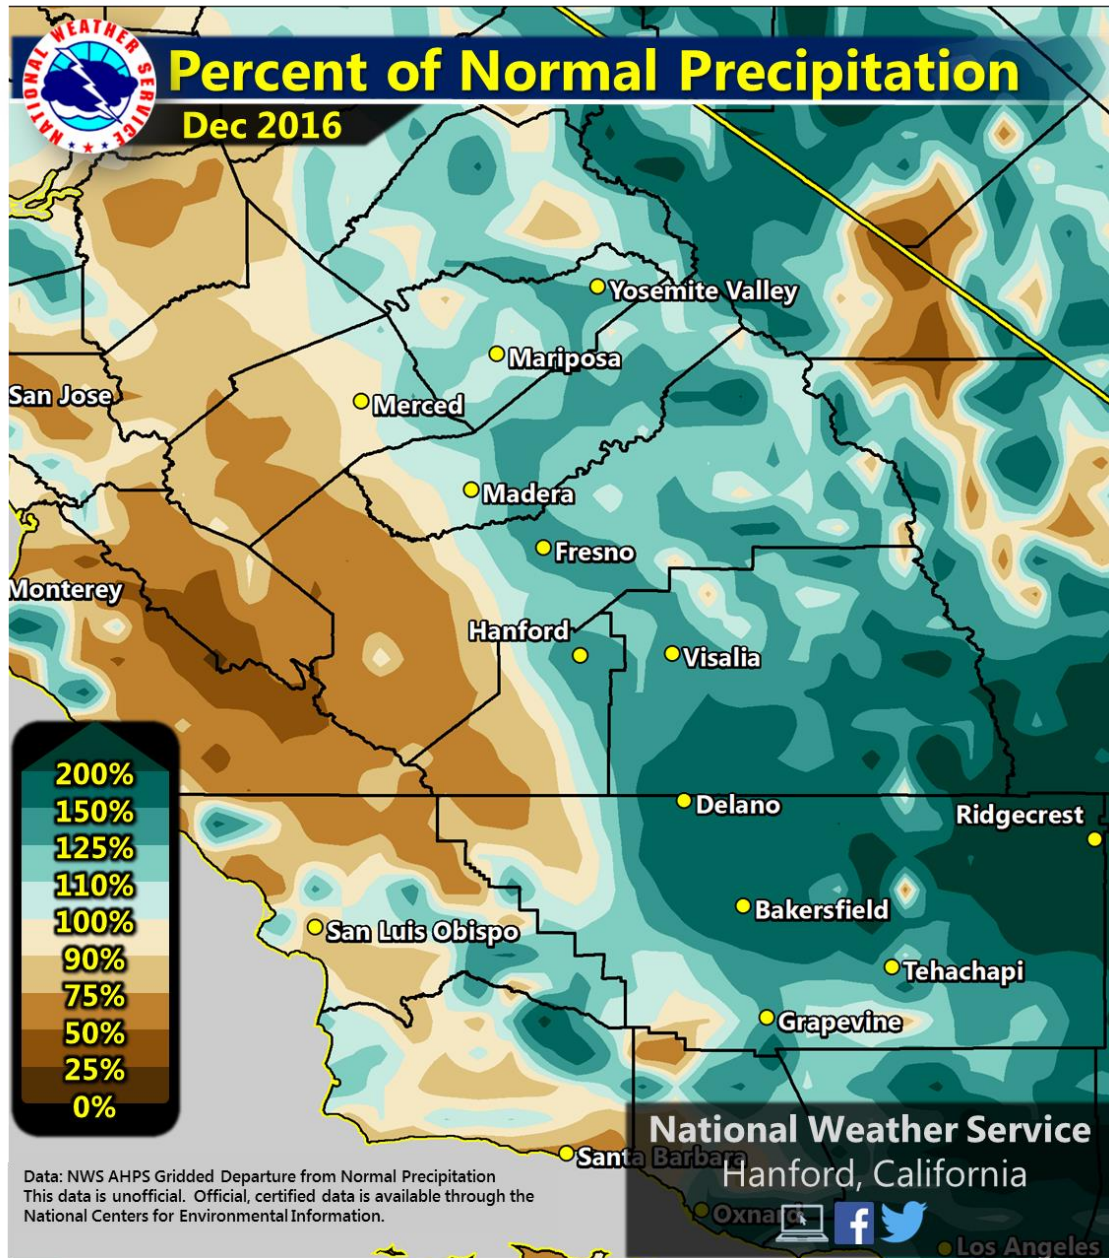 NATIONAL WEATHER SERVICE
Percent of Normal Precipitation
Dec 2016
Yosemite Valley
Mariposa
San Jose
Merced
Madera
Fresno
Monterey
Hanford
Visalia
200%
150%
125%
110%
100%
90%
75%
50%
25%
0%
Delano
Ridgecrest
Bakersfield
San Luis Obispo
Tehachapi
Grapevine
National Weather Service
Hanford, California
Santa Barbara
Oxnard
Los Angeles
Data: NWS AHPS Gridded Departure from Normal Precipitation
This data is unofficial. Official, certified data is available through the
National Centers for Environmental Information.